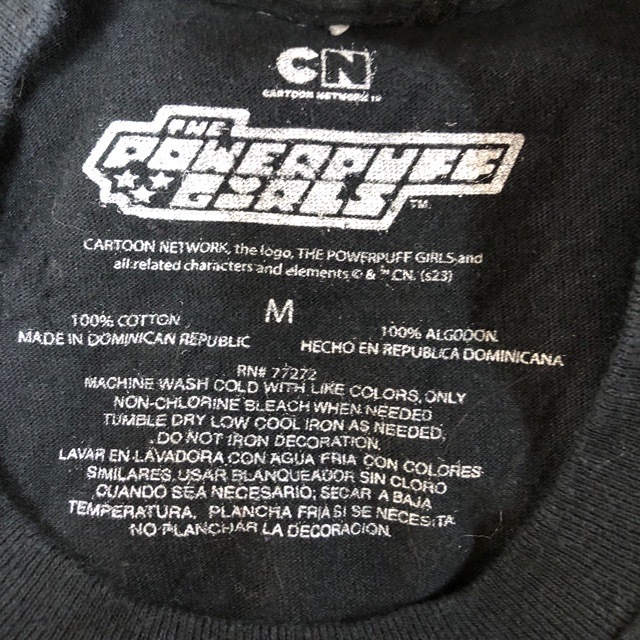 CN
CARTOON NETWORK™
THE
POWERPUFF
GIRLS™
CARTOON NETWORK, the logo, THE POWERPUFF GIRLS and
all related characters and elements © & ™ CN. (s23)
M
100% COTTON
MADE IN DOMINICAN REPUBLIC
100% ALGODON
HECHO EN REPUBLICA DOMINICANA
RN# 77272
MACHINE WASH COLD WITH LIKE COLORS, ONLY
NON-CHLORINE BLEACH WHEN NEEDED
TUMBLE DRY LOW COOL IRON AS NEEDED,
DO NOT IRON DECORATION.
LAVAR EN LAVADORA CON AGUA FRIA CON COLORES
SIMILARES, USAR BLANQUEADOR SIN CLORO
CUANDO SEA NECESARIO; SECAR A BAJA
TEMPERATURA. PLANCHA FRIA SI SE NECESITA
NO PLANCHAR LA DECORACION.